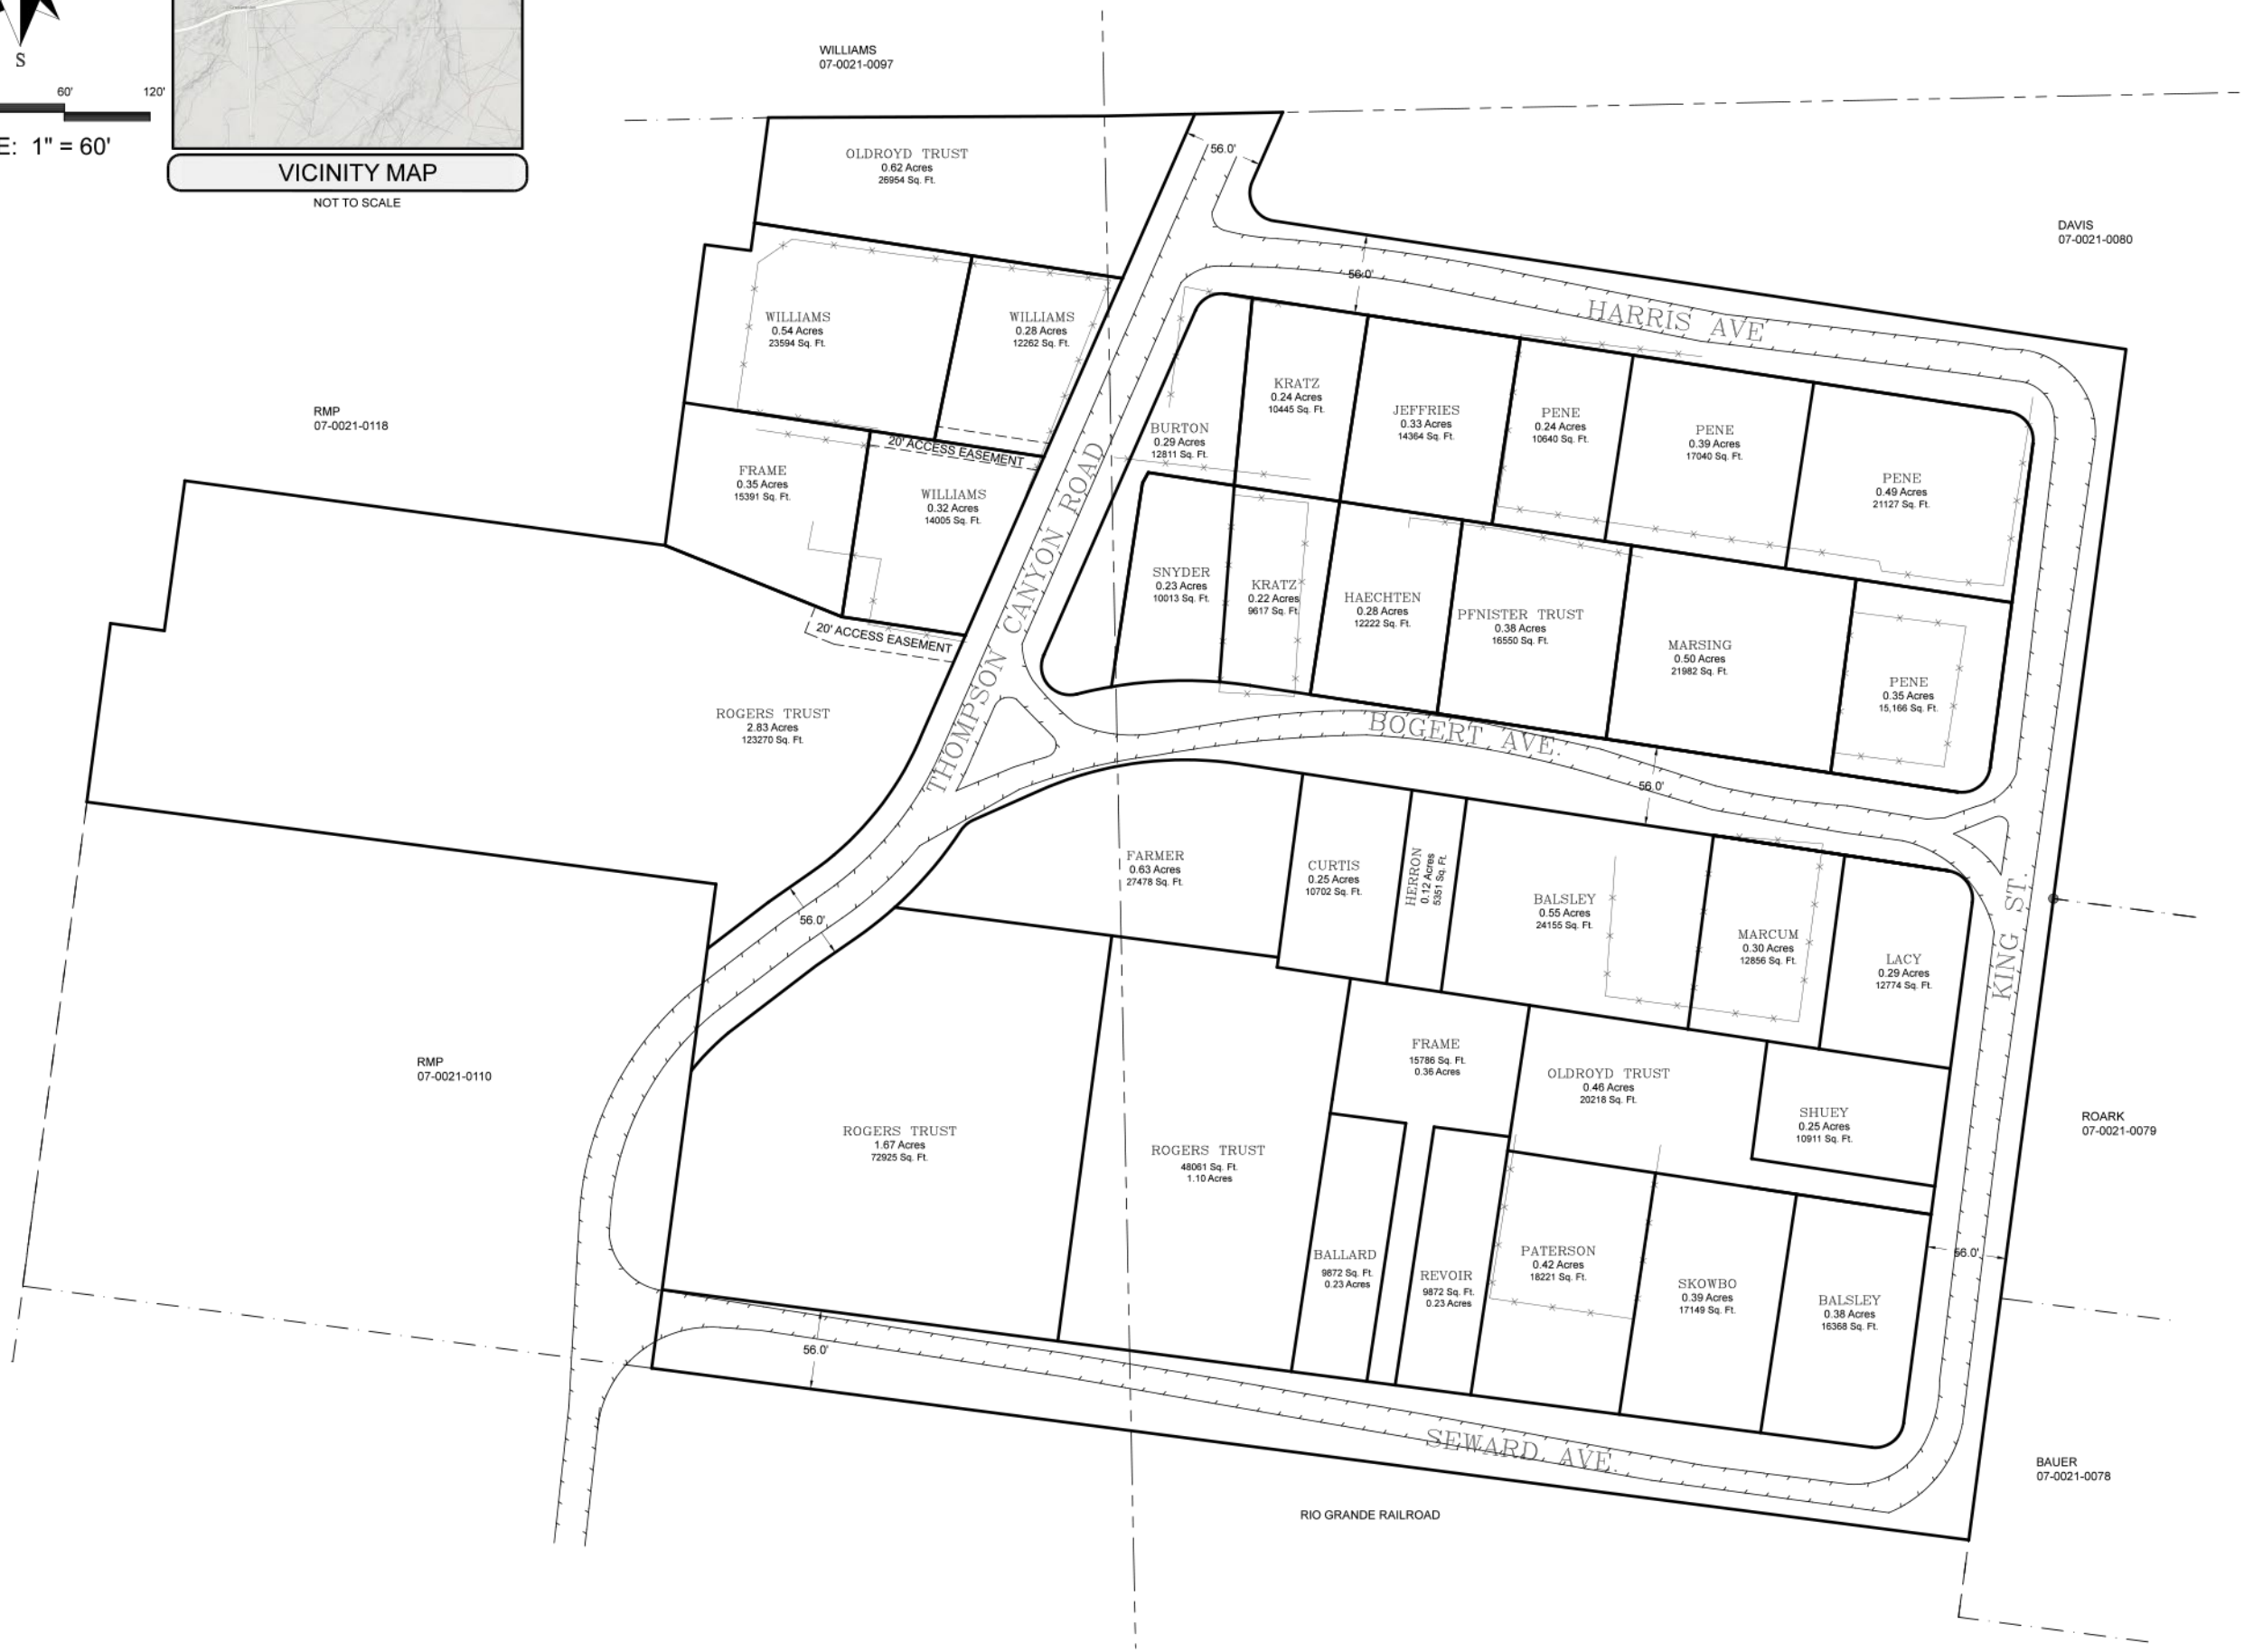 S
60'
120'
E: 1" = 60'
VICINITY MAP
NOT TO SCALE
WILLIAMS
07-0021-0097
DAVIS
07-0021-0080
RMP
07-0021-0118
OLDROYD TRUST
0.62 Acres
26954 Sq. Ft.
56.0'
WILLIAMS
0.54 Acres
23594 Sq. Ft.
WILLIAMS
0.28 Acres
12262 Sq. Ft.
56.0'
HARRIS AVE
FRAME
0.35 Acres
15391 Sq. Ft.
20' ACCESS EASEMENT
WILLIAMS
0.32 Acres
14005 Sq. Ft.
20' ACCESS EASEMENT
THOMPSON CANYON ROAD
BURTON
0.29 Acres
12811 Sq. Ft.
KRATZ
0.24 Acres
10445 Sq. Ft.
JEFFRIES
0.33 Acres
14364 Sq. Ft.
PENE
0.24 Acres
10640 Sq. Ft.
PENE
0.39 Acres
17040 Sq. Ft.
PENE
0.49 Acres
21127 Sq. Ft.
SNYDER
0.23 Acres
10013 Sq. Ft.
KRATZ
0.22 Acres
9617 Sq. Ft.
HAECHTEN
0.28 Acres
12222 Sq. Ft.
PFNISTER TRUST
0.38 Acres
16550 Sq. Ft.
MARSING
0.50 Acres
21982 Sq. Ft.
PENE
0.35 Acres
15,166 Sq. Ft.
ROGERS TRUST
2.83 Acres
123270 Sq. Ft.
BOGERT AVE.
56.0'
56.0'
FARMER
0.63 Acres
27478 Sq. Ft.
CURTIS
0.25 Acres
10702 Sq. Ft.
HERRON
0.12 Acres
5351 Sq. Ft.
BALSLEY
0.55 Acres
24155 Sq. Ft.
MARCUM
0.30 Acres
12856 Sq. Ft.
LACY
0.29 Acres
12774 Sq. Ft.
KING ST.
RMP
07-0021-0110
ROGERS TRUST
1.67 Acres
72925 Sq. Ft.
ROGERS TRUST
48061 Sq. Ft.
1.10 Acres
FRAME
15786 Sq. Ft.
0.36 Acres
OLDROYD TRUST
0.46 Acres
20218 Sq. Ft.
SHUEY
0.25 Acres
10911 Sq. Ft.
ROARK
07-0021-0079
BALLARD
9872 Sq. Ft.
0.23 Acres
REVOIR
9872 Sq. Ft.
0.23 Acres
PATERSON
0.42 Acres
18221 Sq. Ft.
SKOWBO
0.39 Acres
17149 Sq. Ft.
BALSLEY
0.38 Acres
16368 Sq. Ft.
56.0'
56.0'
SEWARD AVE.
BAUER
07-0021-0078
RIO GRANDE RAILROAD